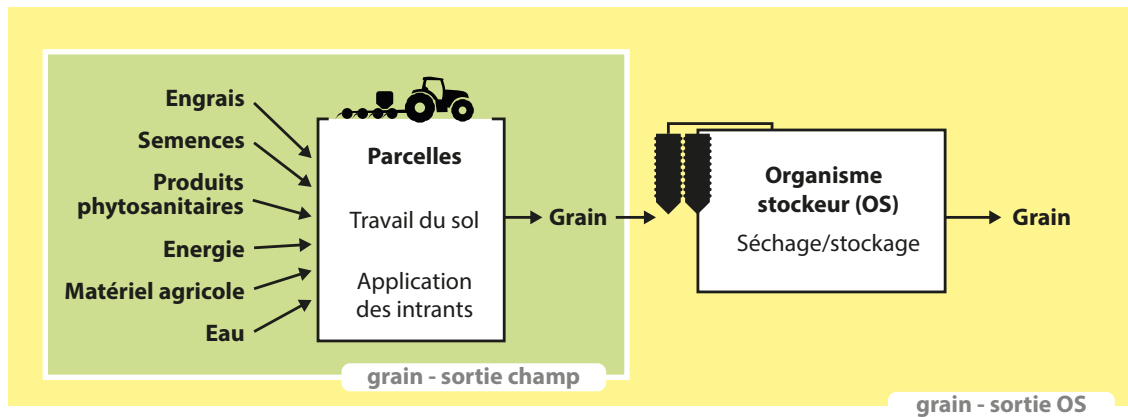 Engrais
Semences
Produits
phytosanitaires
Energie
Matériel agricole
Eau
Parcelles
Travail du sol
Application
des intrants
Grain
grain - sortie champ
Organisme
stockeur (OS)
Séchage/stockage
Grain
grain - sortie OS